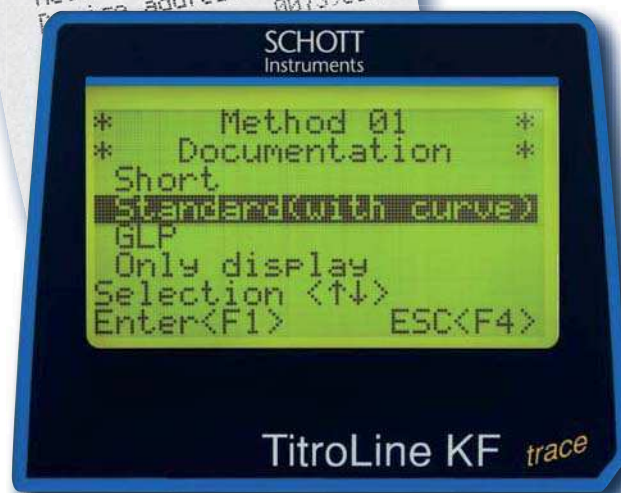 address
SCHOTT
Instruments
* Method 01 *
* Documentation *
Short
Standard(with curve)
GLP
Only display
Selection <↑↓>
Enter<F1> ESC<F4>
TitroLine KF trace